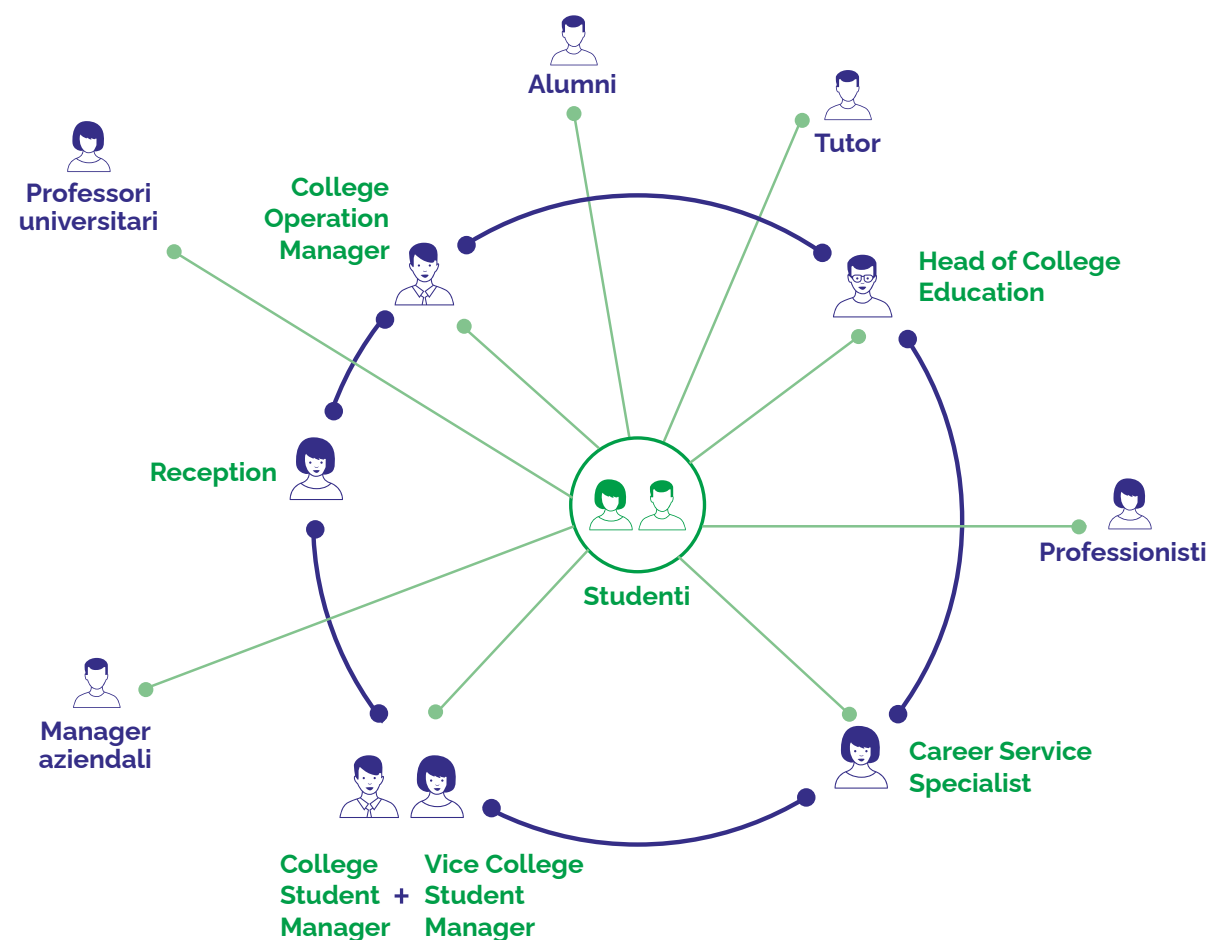 Alumni
Tutor
Professori
universitari
College
Operation
Manager
Head of College
Education
Reception
Professionisti
Studenti
Manager
aziendali
Career Service
Specialist
College
Student
Manager
+
Vice College
Student
Manager